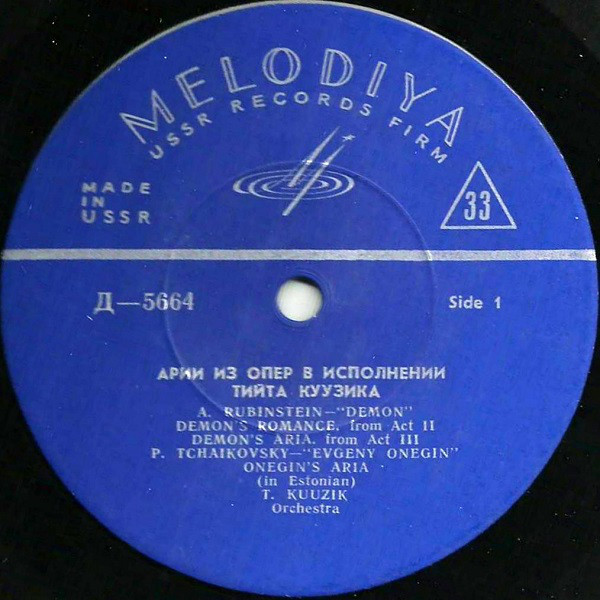 MELODIYA
USSR RECORDS FIRM
MADE
IN
USSR
33
Д—5664
Side 1
АРИИ ИЗ ОПЕР В ИСПОЛНЕНИИ
ТИЙТА КУУЗИКА
A. RUBINSTEIN—"DEMON"
DEMON'S ROMANCE, from Act II
DEMON'S ARIA, from Act III
P. TCHAIKOVSKY—"EVGENY ONEGIN"
ONEGIN'S ARIA
(in Estonian)
T. KUUZIK
Orchestra